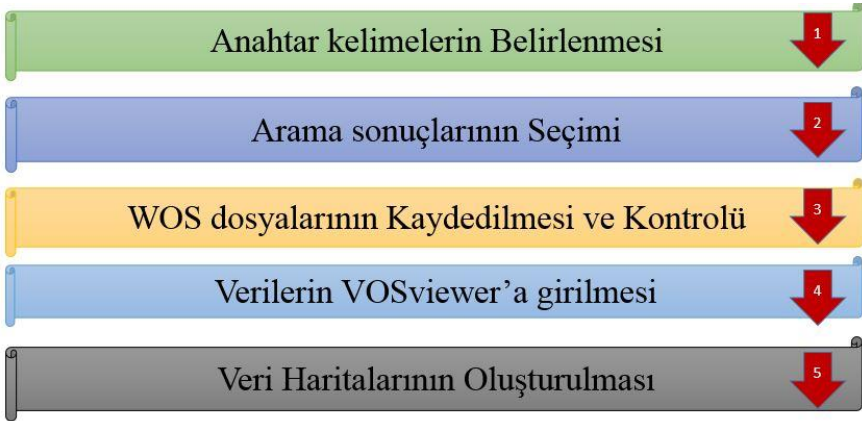 Anahtar kelimelerin Belirlenmesi 1
Arama sonuçlarının Seçimi 2
WOS dosyalarının Kaydedilmesi ve Kontrolü 3
Verilerin VOSviewer’a girilmesi 4
Veri Haritalarının Oluşturulması 5